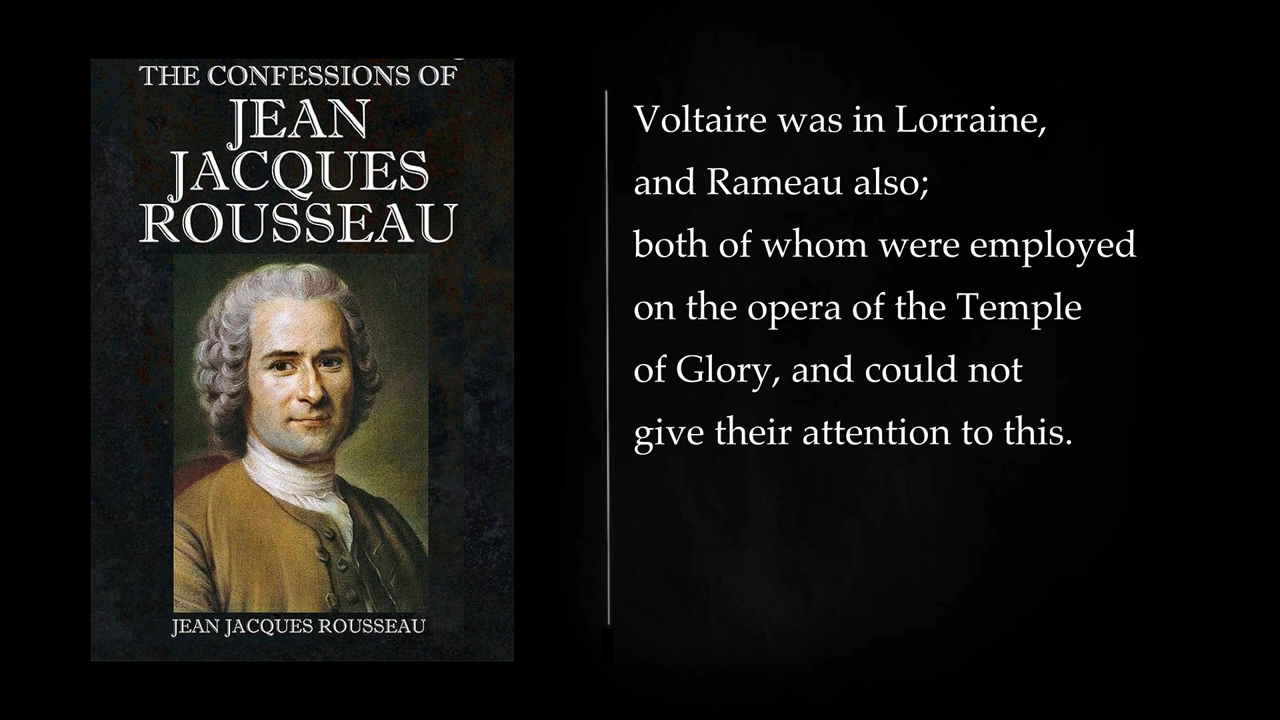 THE CONFESSIONS OF
JEAN
JACQUES
ROUSSEAU
JEAN JACQUES ROUSSEAU
Voltaire was in Lorraine,
and Rameau also;
both of whom were employed
on the opera of the Temple
of Glory, and could not
give their attention to this.